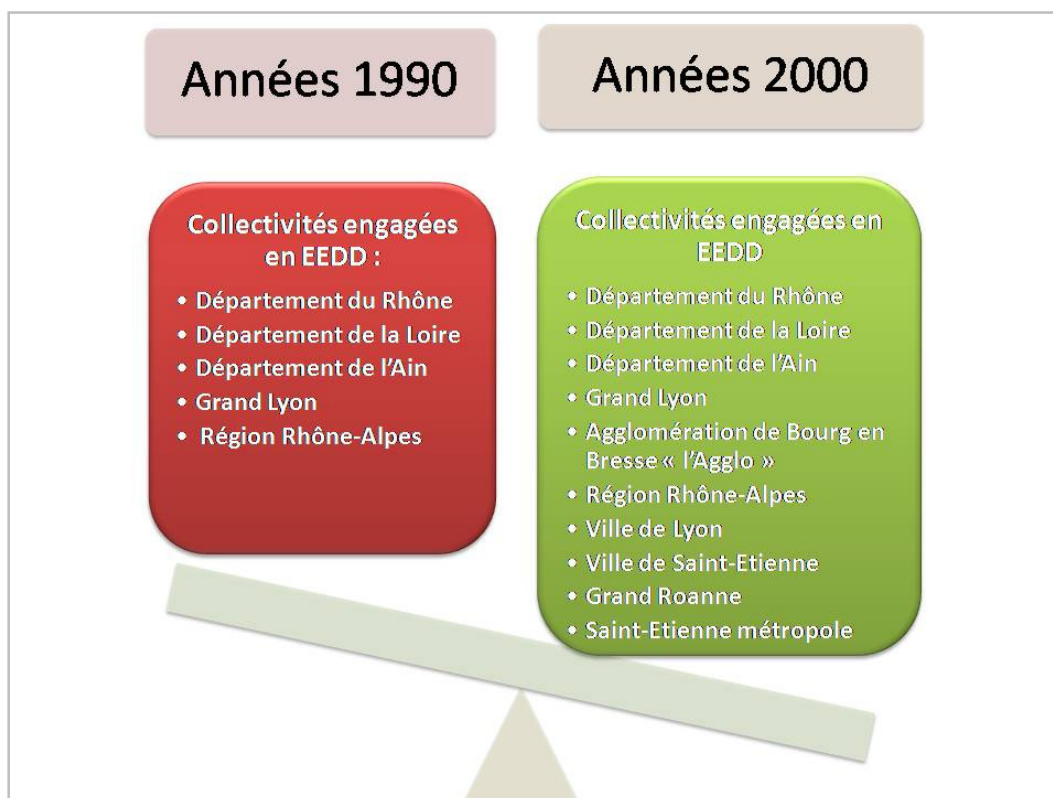 Années 1990
Années 2000
Collectivités engagées
en EEDD :
• Département du Rhône
• Département de la Loire
• Département de l'Ain
• Grand Lyon
• Région Rhône-Alpes
Collectivités engagées en
EEDD
• Département du Rhône
• Département de la Loire
• Département de l'Ain
• Grand Lyon
• Agglomération de Bourg en
Bresse « l'Agglo »
• Région Rhône-Alpes
• Ville de Lyon
• Ville de Saint-Etienne
• Grand Roanne
• Saint-Etienne métropole